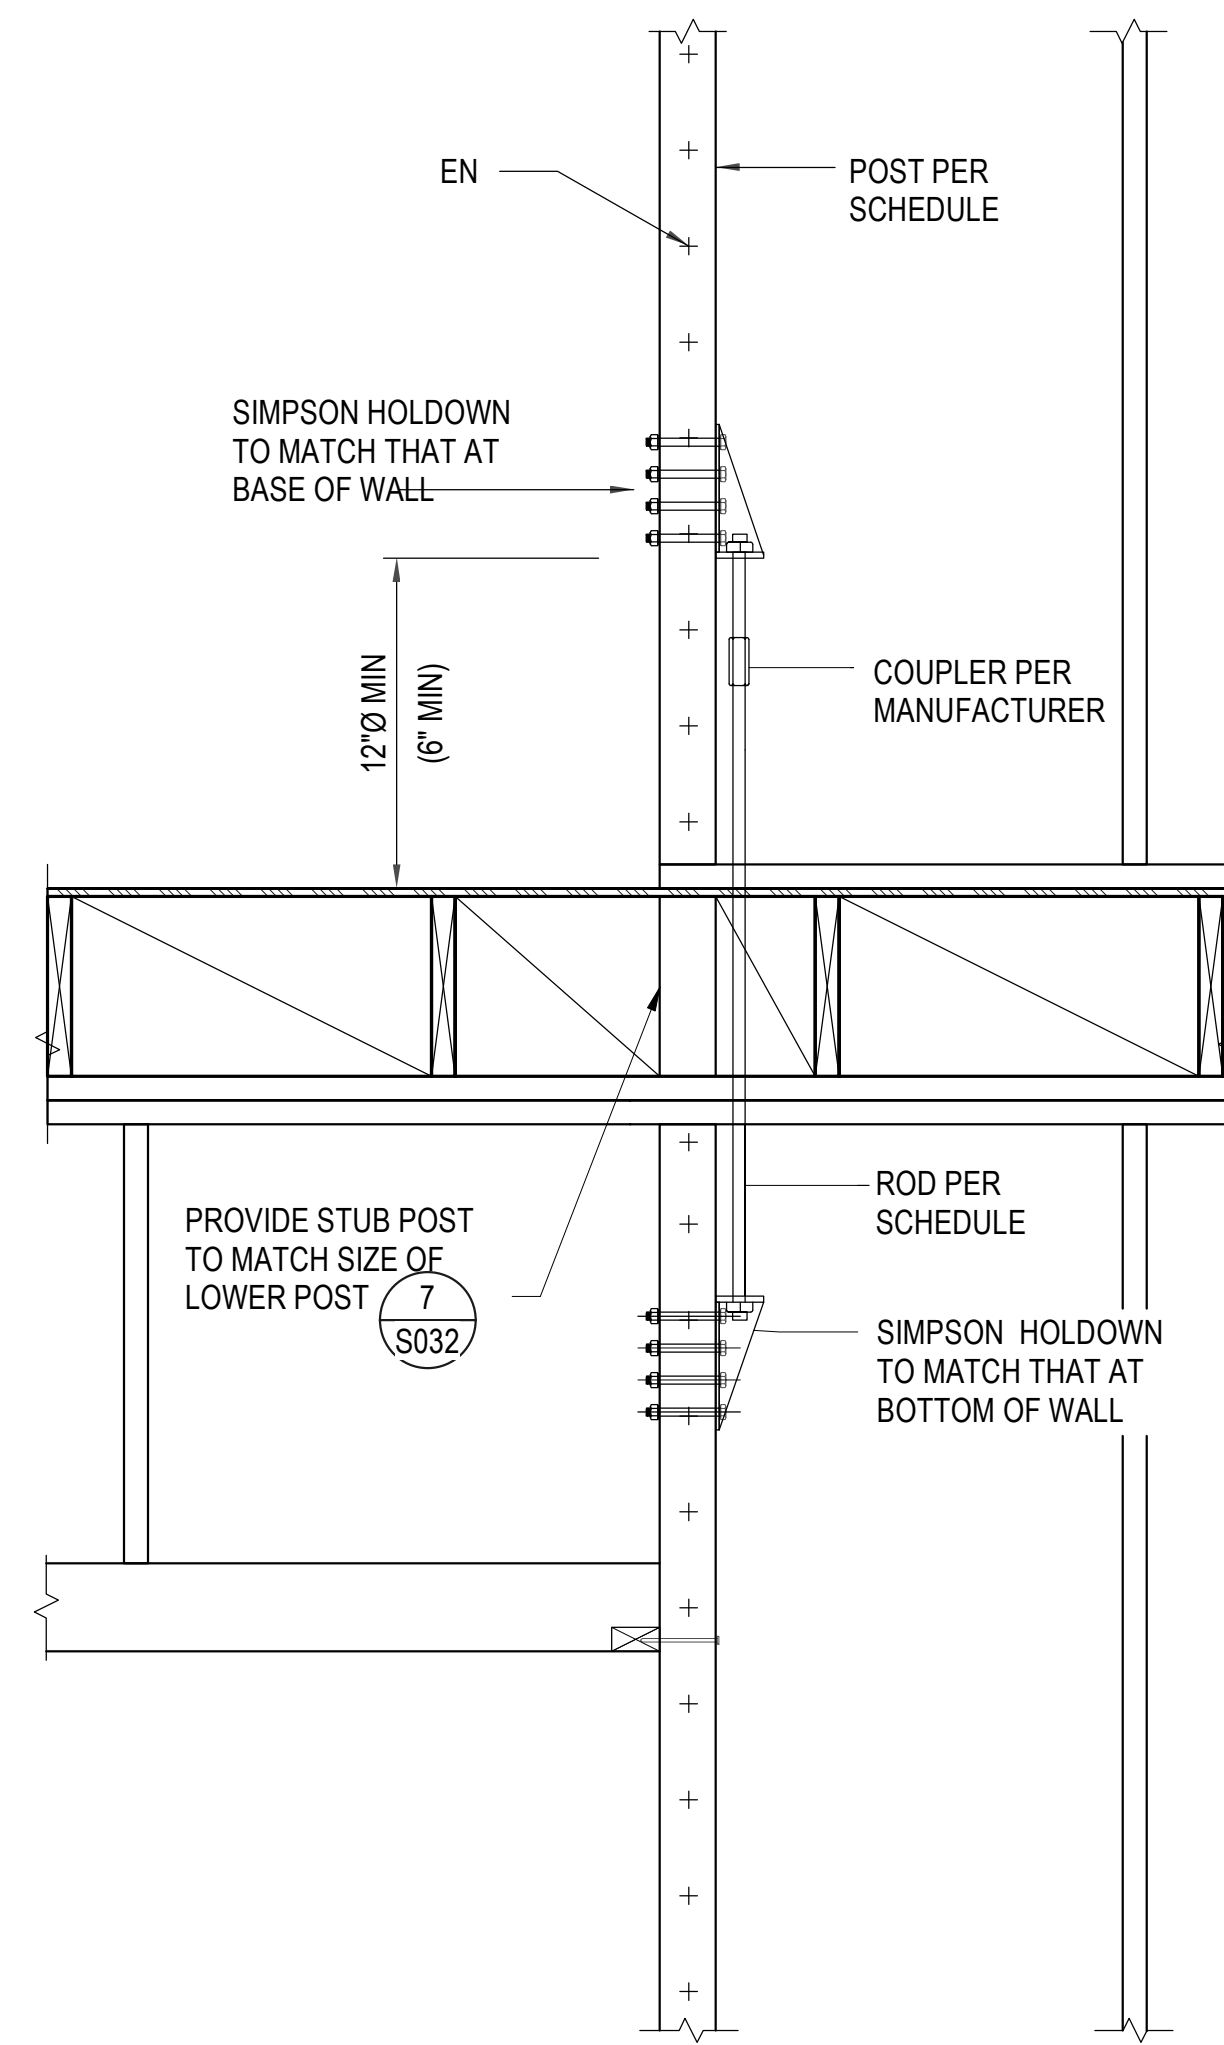 EN
POST PER
SCHEDULE
SIMPSON HOLDOWN
TO MATCH THAT AT
BASE OF WALL
12"Ø MIN
(6" MIN)
COUPLER PER
MANUFACTURER
ROD PER
SCHEDULE
PROVIDE STUB POST
TO MATCH SIZE OF
LOWER POST
7
S032
SIMPSON HOLDOWN
TO MATCH THAT AT
BOTTOM OF WALL